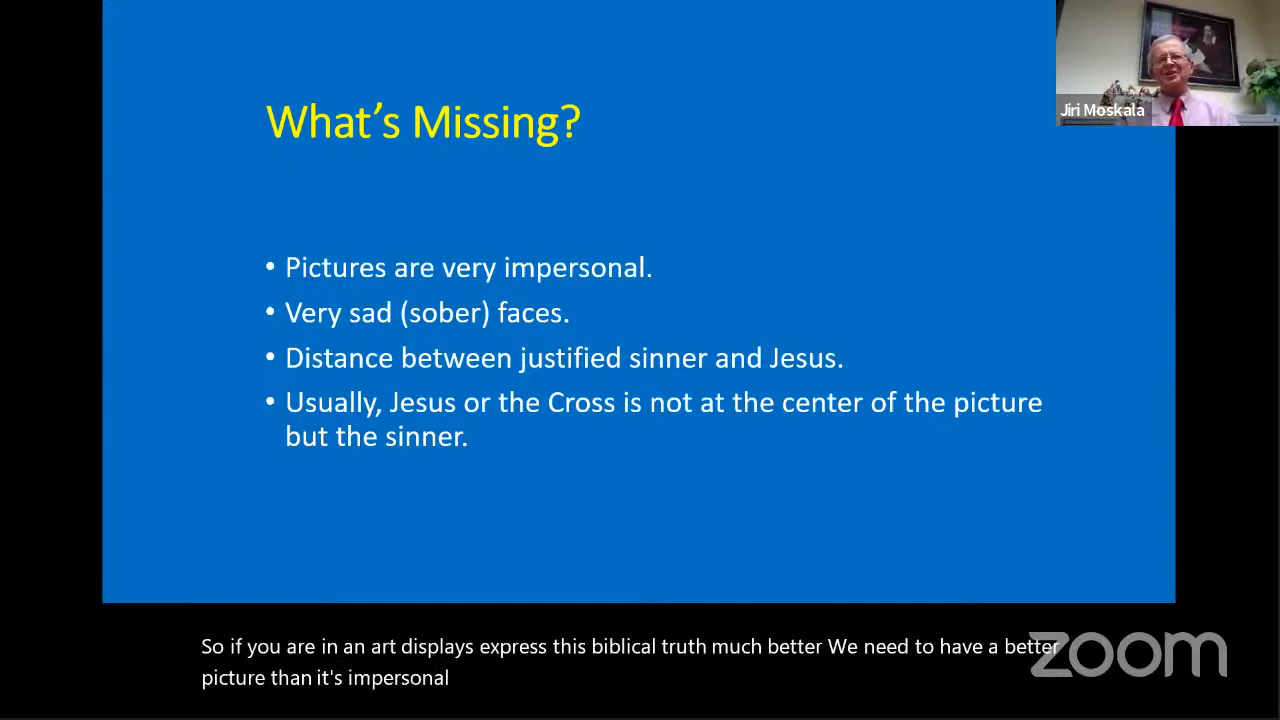 What's Missing?
Jiri Moskala
• Pictures are very impersonal.
• Very sad (sober) faces.
• Distance between justified sinner and Jesus.
• Usually, Jesus or the Cross is not at the center of the picture
but the sinner.
So if you are in an art displays express this biblical truth much better We need to have a better
picture than it's impersonal
zoom